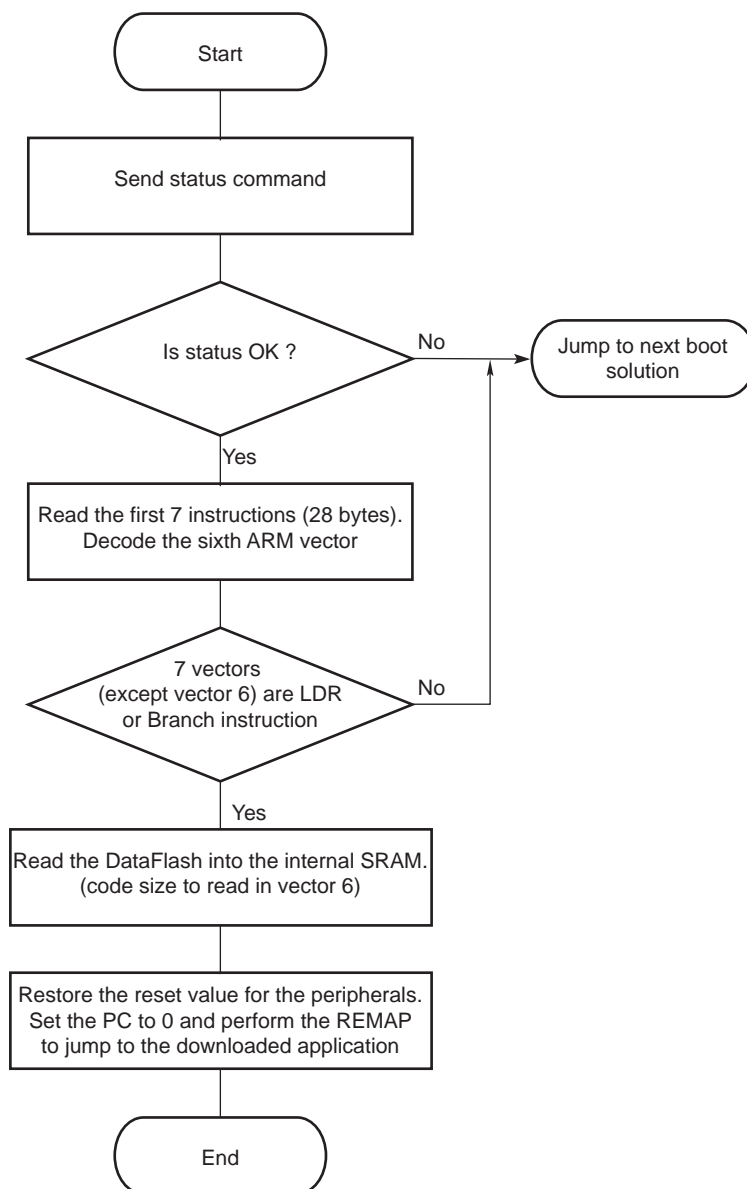 Start
Send status command
Is status OK ?
No
Jump to next boot
solution
Yes
Read the first 7 instructions (28 bytes).
Decode the sixth ARM vector
7 vectors
(except vector 6) are LDR
or Branch instruction
No
Yes
Read the DataFlash into the internal SRAM.
(code size to read in vector 6)
Restore the reset value for the peripherals.
Set the PC to 0 and perform the REMAP
to jump to the downloaded application
End